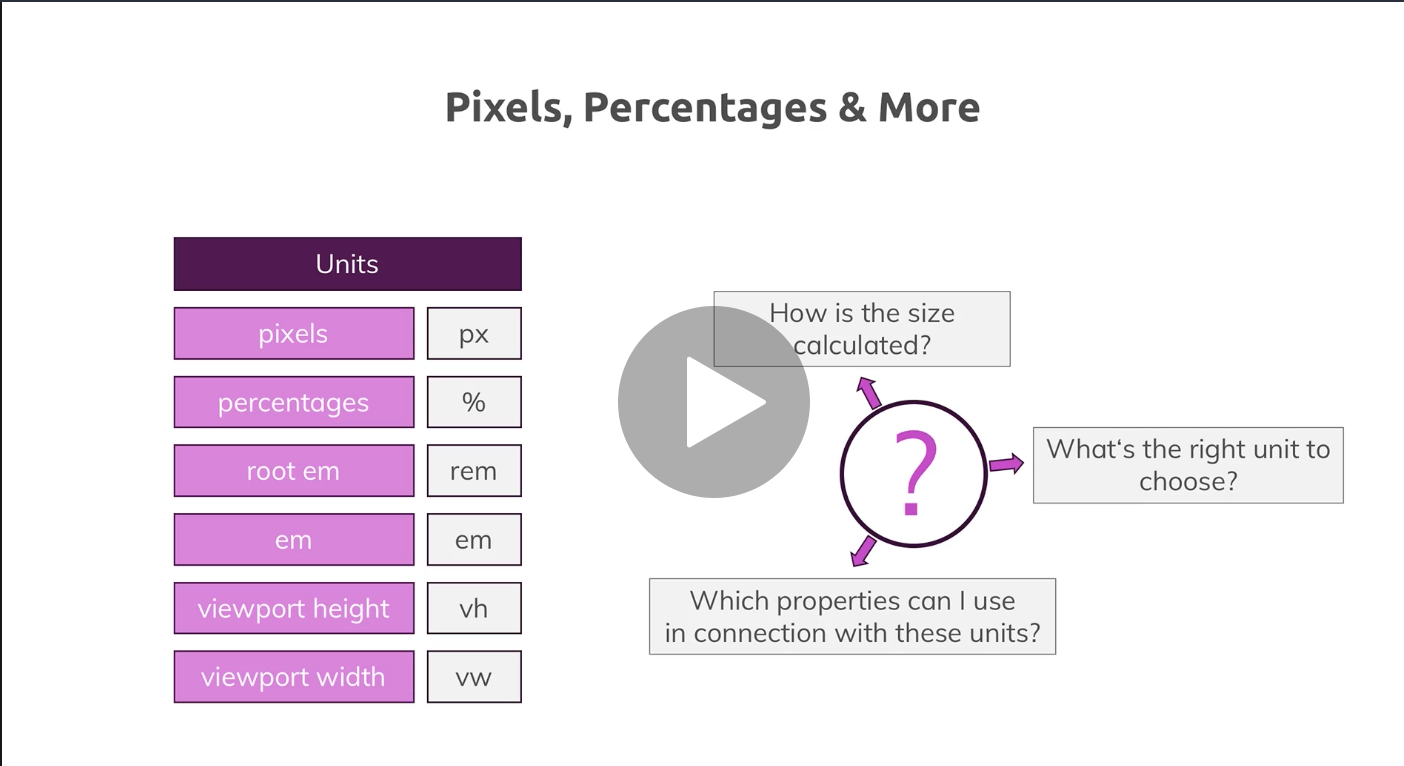 Pixels, Percentages & More
Units
pixels px
percentages %
root em rem
em em
viewport height vh
viewport width vw
How is the size
calculated?
?
What‘s the right unit to
choose?
Which properties can I use
in connection with these units?